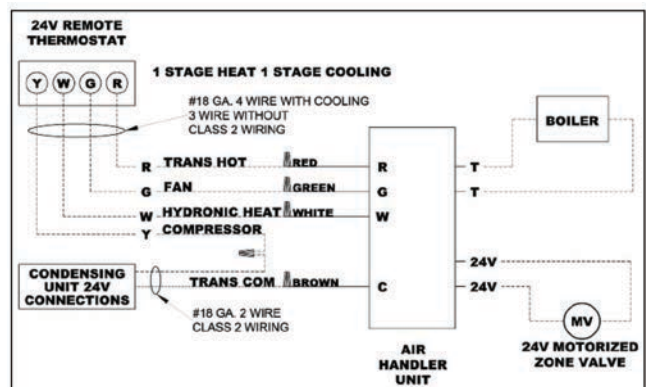 24V REMOTE
THERMOSTAT
Y W G R
1 STAGE HEAT 1 STAGE COOLING
#18 GA. 4 WIRE WITH COOLING
3 WIRE WITHOUT
CLASS 2 WIRING
BOILER
R TRANS HOT RED R T
G FAN GREEN G T
W HYDRONIC HEAT WHITE W
Y COMPRESSOR
24V
CONDENSING
UNIT 24V
CONNECTIONS
TRANS COM BROWN C 24V
#18 GA. 2 WIRE
CLASS 2 WIRING
MV
AIR
HANDLER
UNIT
24V MOTORIZED
ZONE VALVE